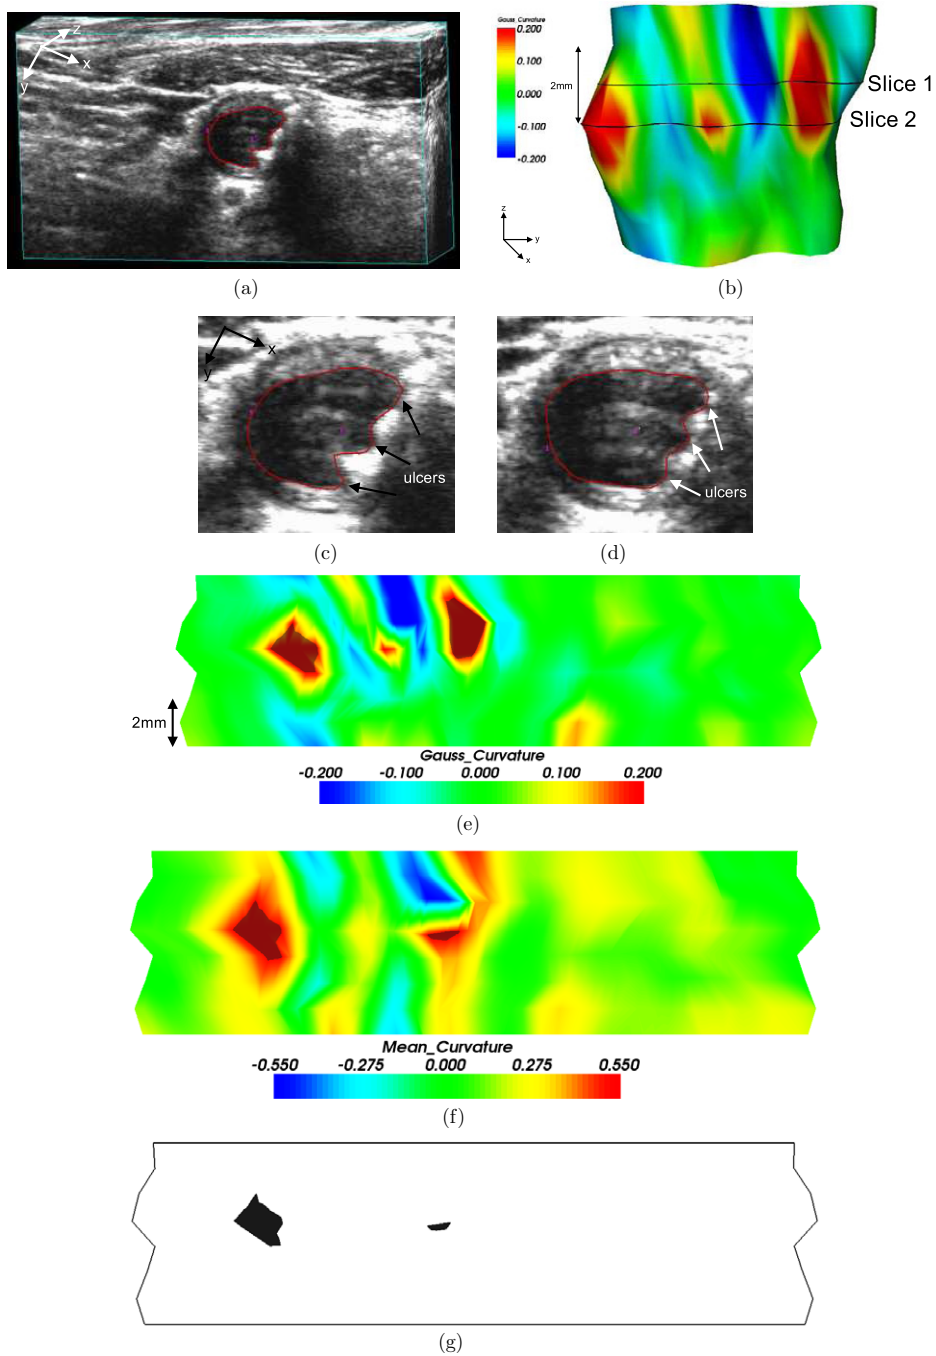 z
x
y
(a)
Gauss_Curvature
0.200
0.100
0.000
-0.100
-0.200
2mm
Slice 1
Slice 2
z
y
x
(b)
x
y
ulcers
(c)
ulcers
(d)
2mm
Gauss_Curvature
-0.200 -0.100 0.000 0.100 0.200
(e)
Mean_Curvature
-0.550 -0.275 0.000 0.275 0.550
(f)
(g)